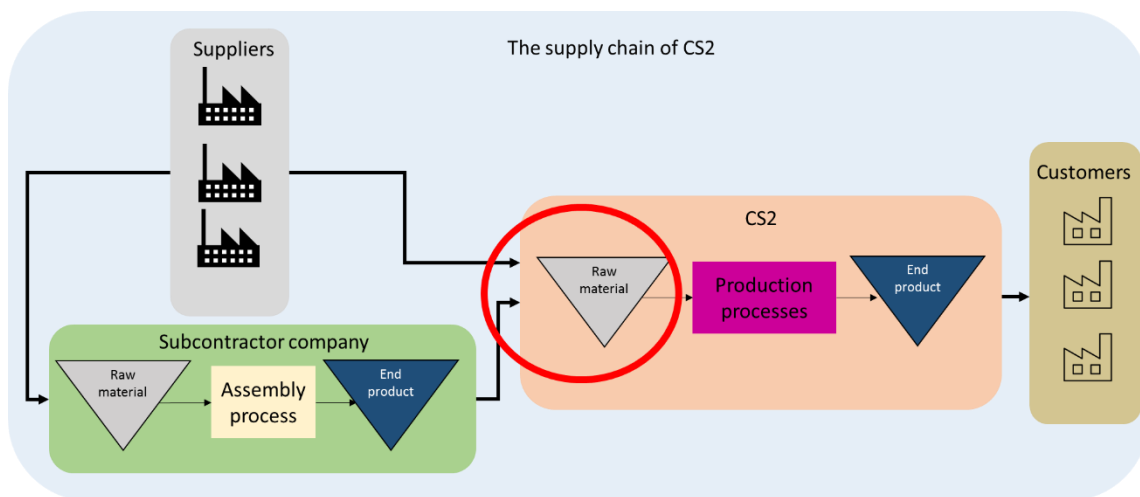 The supply chain of CS2
Suppliers
Customers
CS2
Raw
material
Production
processes
End
product
Subcontractor company
Raw
material
Assembly
process
End
product